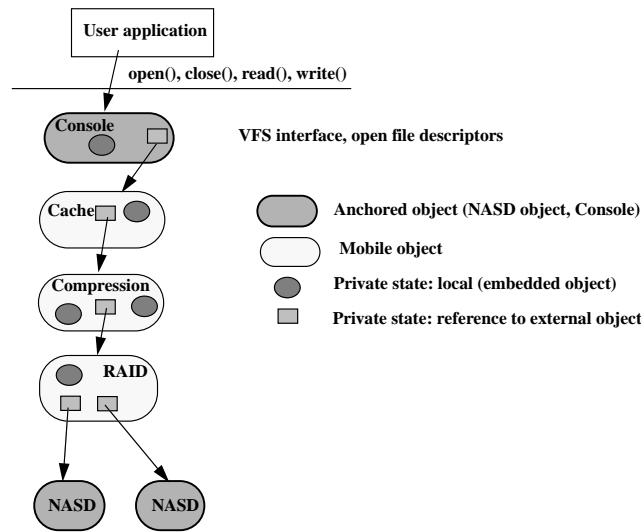 User application
open(), close(), read(), write()
Console
VFS interface, open file descriptors
Cache
Anchored object (NASD object, Console)
Mobile object
Compression
Private state: local (embedded object)
Private state: reference to external object
RAID
NASD
NASD